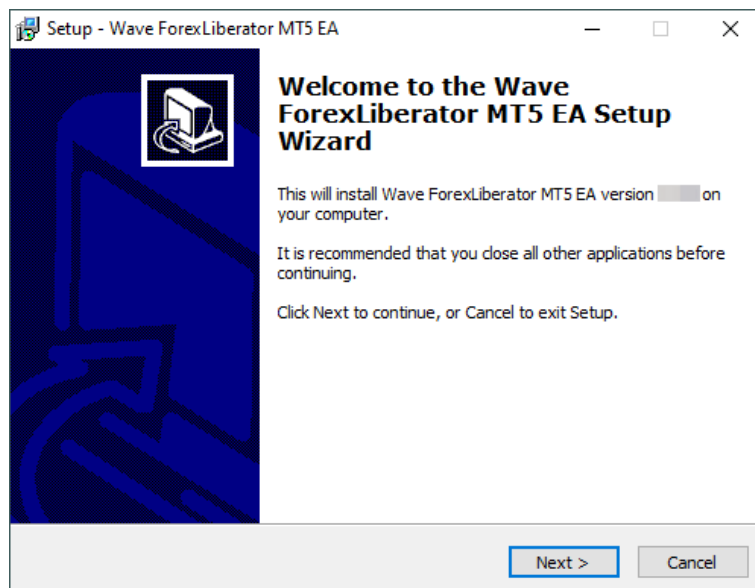 Setup - Wave ForexLiberator MT5 EA
Welcome to the Wave
ForexLiberator MT5 EA Setup
Wizard
This will install Wave ForexLiberator MT5 EA version on
your computer.
It is recommended that you close all other applications before
continuing.
Click Next to continue, or Cancel to exit Setup.
Next >
Cancel